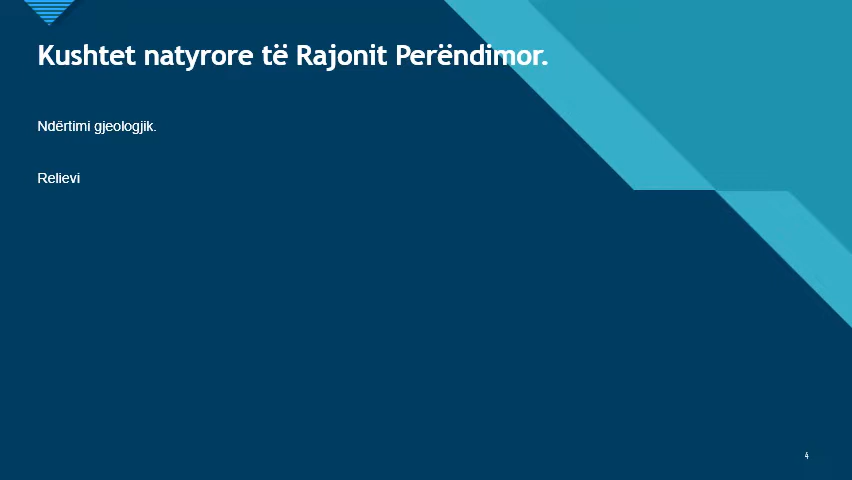 Kushtet natyrore të Rajonit Perëndimor.
Ndërtimi gjeologjik.
Relievi
4